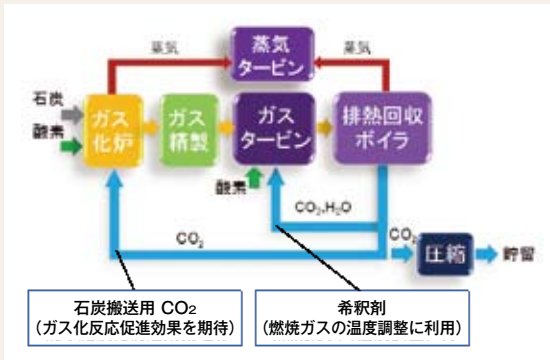 蒸気
蒸気
タービン
蒸気
石炭
酸素
ガス
化炉
ガス
精製
ガス
タービン
排熱回収
ボイラ
酸素
CO₂,H₂O
CO₂
CO₂
圧縮
貯留
石炭搬送用 CO₂
（ガス化反応促進効果を期待）
希釈剤
（燃焼ガスの温度調整に利用）